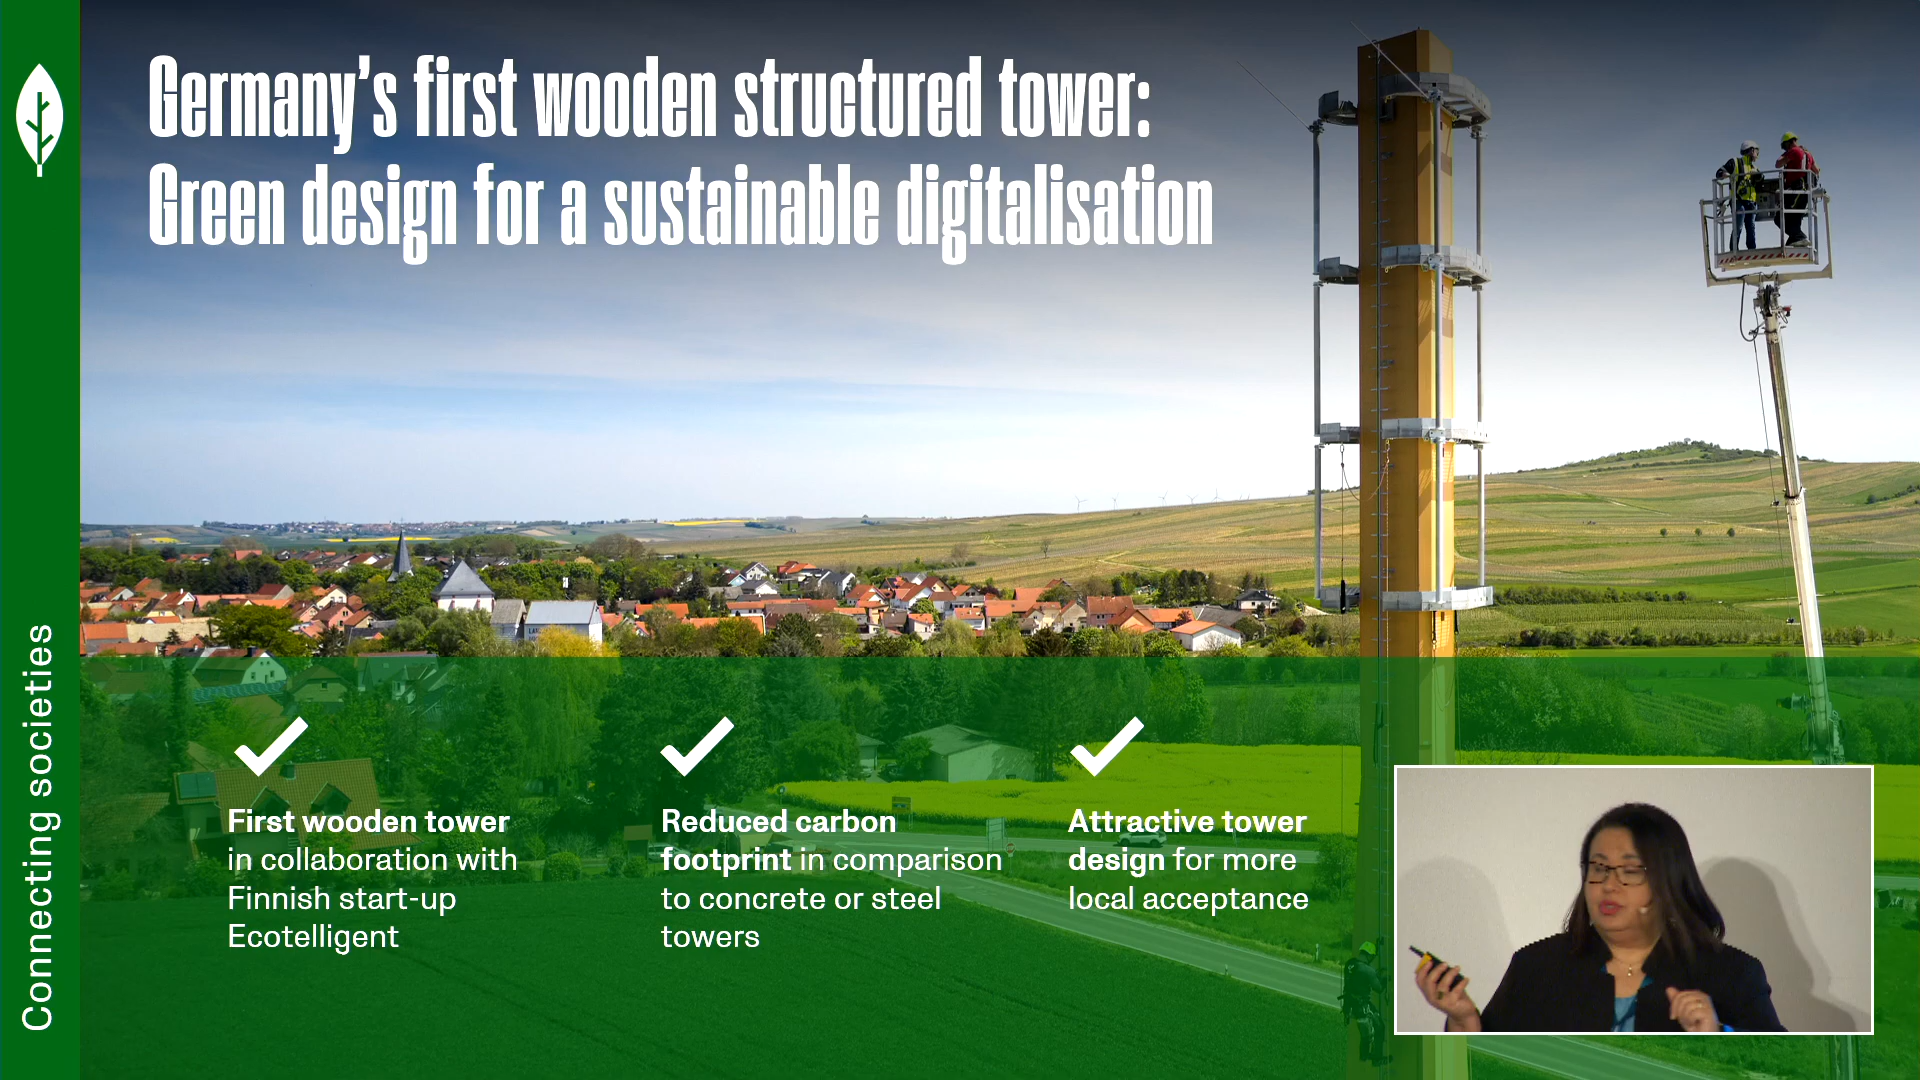 Germany's first wooden structured tower:
Green design for a sustainable digitalisation
First wooden tower
in collaboration with
Finnish start-up
Ecotelligent
Reduced carbon
footprint in comparison
to concrete or steel
towers
Attractive tower
design for more
local acceptance
Connecting societies